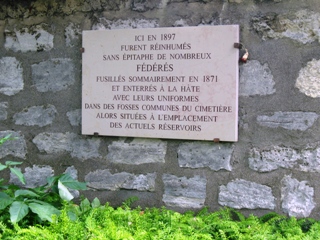 ICI EN 1897
FURENT RÉINHUMÉS
SANS ÉPITAPHE DE NOMBREUX
FÉDÉRÉS
FUSILLÉS SOMMAIREMENT EN 1871
ET ENTERRÉS À LA HÂTE
AVEC LEURS UNIFORMES
DANS DES FOSSES COMMUNES DU CIMETIÈRE
ALORS SITUÉES À L'EMPLACEMENT
DES ACTUELS RÉSERVOIRS